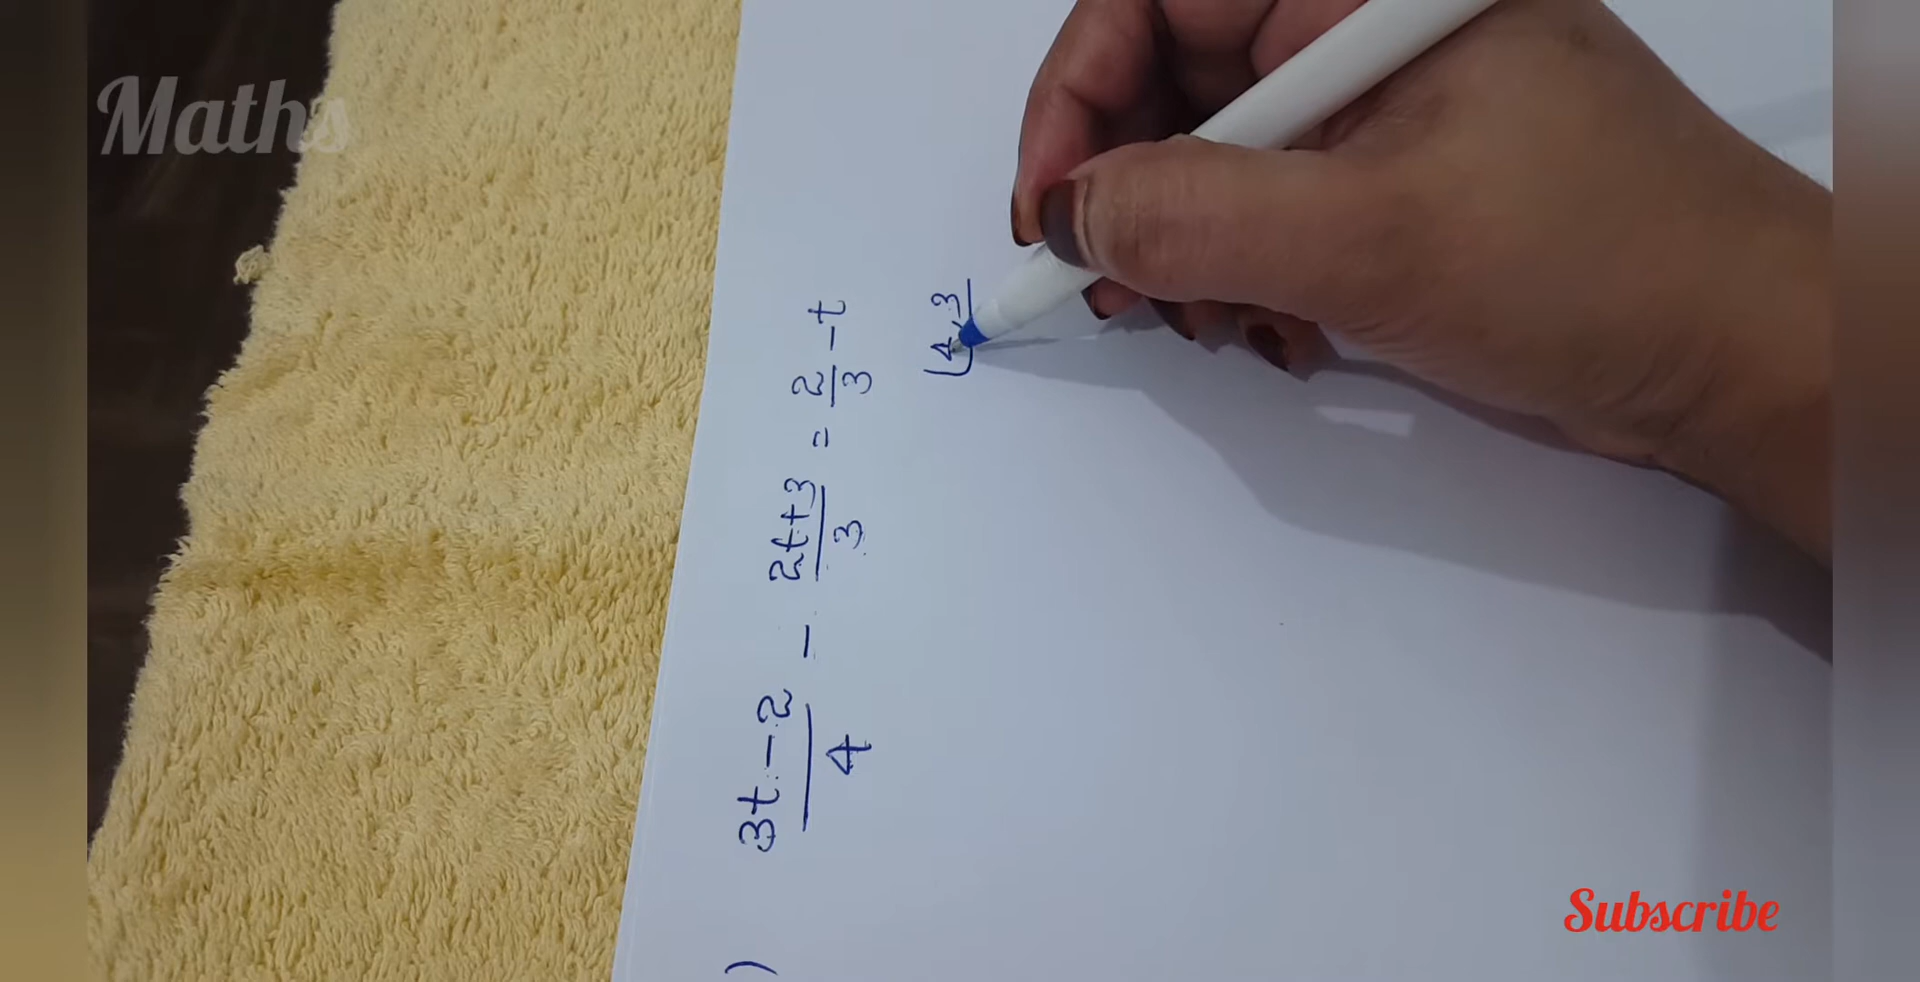 Maths
) (3t-2)/4 - (2t+3)/3 = 2/3 - t
4,3
Subscribe